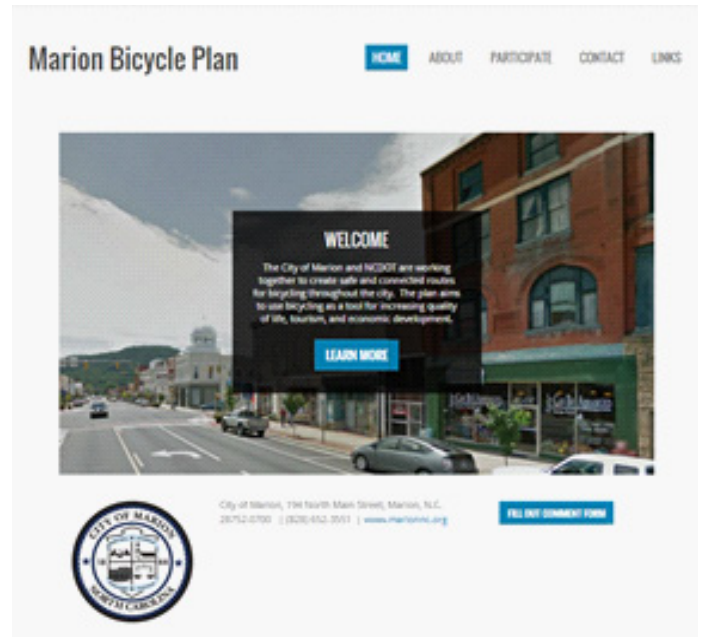 Marion Bicycle Plan
HOME ABOUT PARTICIPATE CONTACT LINKS
WELCOME
The City of Marion and NCDOT are working
together to create safe and connected routes
for bicycling throughout the city. The plan aims
to use bicycling as a tool for increasing quality
of life, tourism, and economic development.
LEARN MORE
City of Marion, 194 North Main Street, Marion, N.C.
28752-0700 | (828) 652-3551 | www.marionnc.org
FILL OUT COMMENT FORM
CITY OF MARION
NORTH CAROLINA